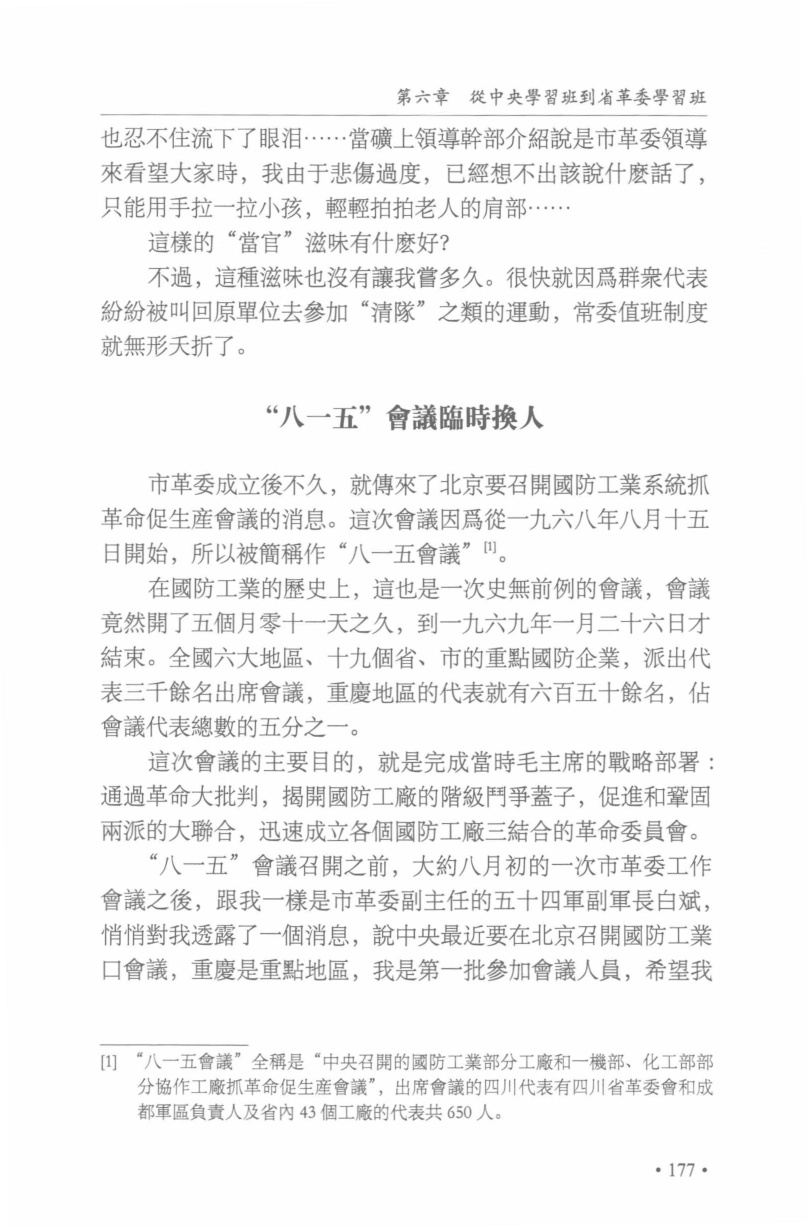 第六章　從中央學習班到省革委學習班
也忍不住流下了眼泪……當礦上領導幹部介紹說是市革委領導
來看望大家時，我由于悲傷過度，已經想不出該說什麼話了，
只能用手拉一拉小孩，輕輕拍拍老人的肩部……
這樣的“當官”滋味有什麼好？
不過，這種滋味也沒有讓我嘗多久。很快就因爲群衆代表
紛紛被叫回原單位去參加“清隊”之類的運動，常委值班制度
就無形夭折了。
“八一五”會議臨時換人
市革委成立後不久，就傳來了北京要召開國防工業系統抓
革命促生産會議的消息。這次會議因爲從一九六八年八月十五
日開始，所以被簡稱作“八一五會議”[1]。
在國防工業的歷史上，這也是一次史無前例的會議，會議
竟然開了五個月零十一天之久，到一九六九年一月二十六日才
結束。全國六大地區、十九個省、市的重點國防企業，派出代
表三千餘名出席會議，重慶地區的代表就有六百五十餘名，佔
會議代表總數的五分之一。
這次會議的主要目的，就是完成當時毛主席的戰略部署：
通過革命大批判，揭開國防工廠的階級鬥爭蓋子，促進和鞏固
兩派的大聯合，迅速成立各個國防工廠三結合的革命委員會。
“八一五”會議召開之前，大約八月初的一次市革委工作
會議之後，跟我一樣是市革委副主任的五十四軍副軍長白斌，
悄悄對我透露了一個消息，說中央最近要在北京召開國防工業
口會議，重慶是重點地區，我是第一批參加會議人員，希望我
[1]　“八一五會議”全稱是“中央召開的國防工業部分工廠和一機部、化工部部
分協作工廠抓革命促生産會議”，出席會議的四川代表有四川省革委會和成
都軍區負責人及省內 43 個工廠的代表共 650 人。
• 177 •